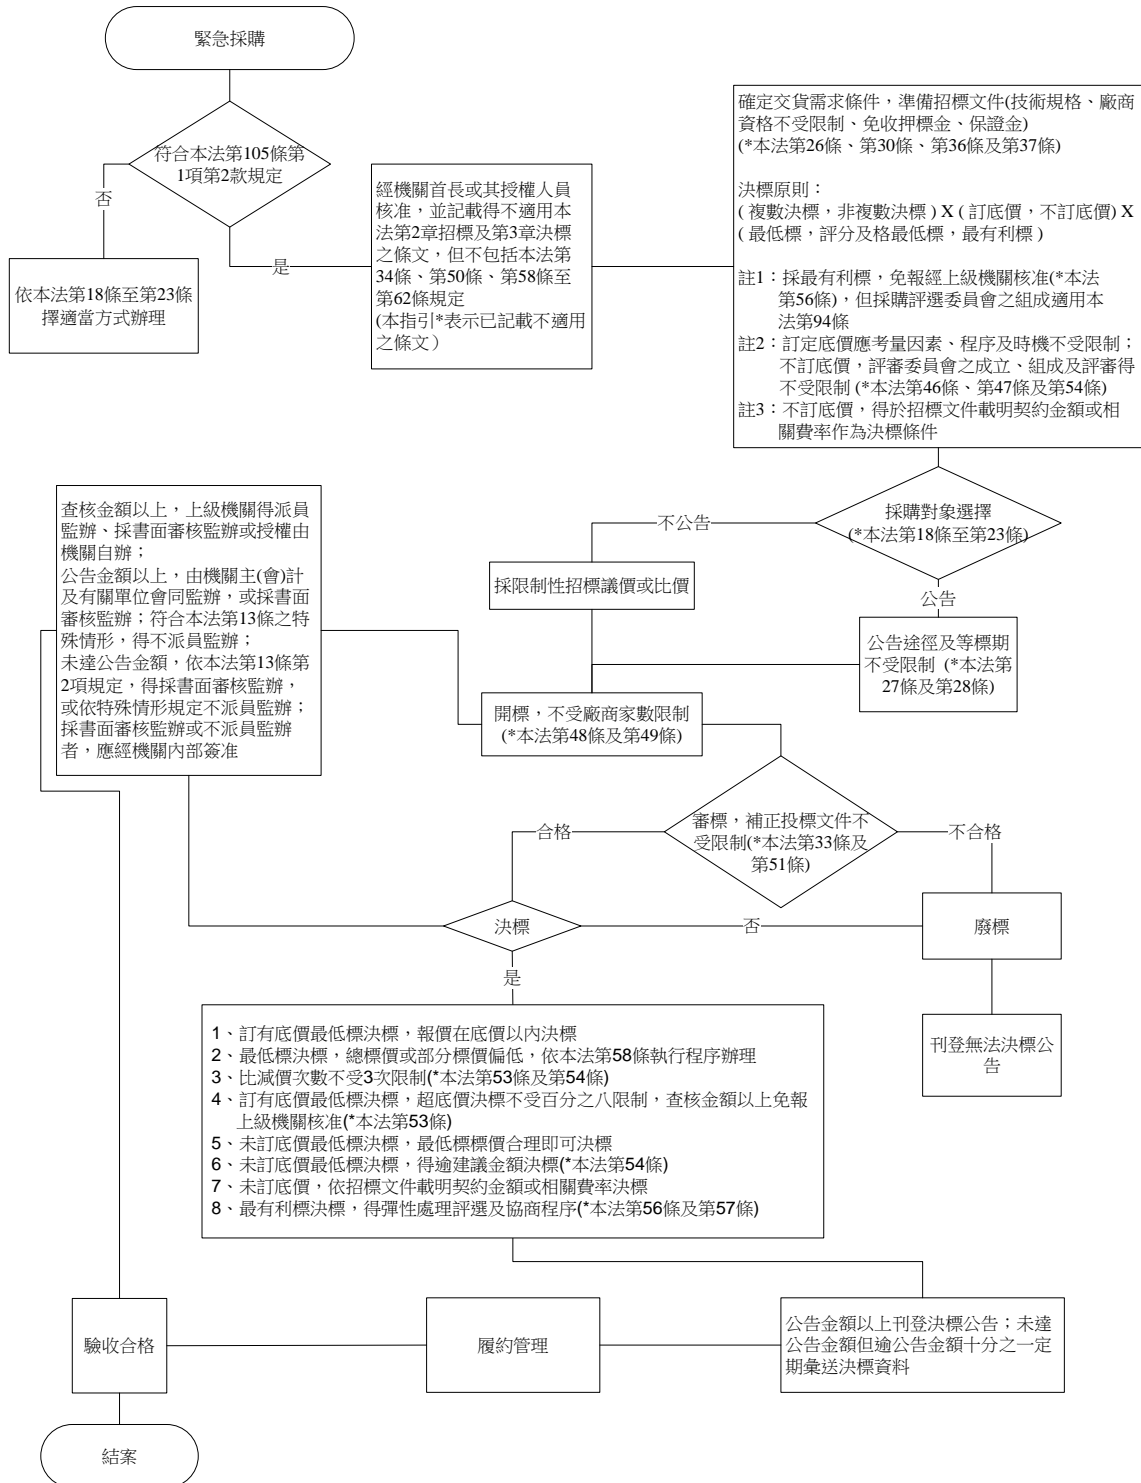 緊急採購
符合本法第105條第
1項第2款規定
否
是
依本法第18條至第23條
擇適當方式辦理
經機關首長或其授權人員
核准，並記載得不適用本
法第2章招標及第3章決標
之條文，但不包括本法第
34條、第50條、第58條至
第62條規定
(本指引*表示已記載不適用
之條文）
確定交貨需求條件，準備招標文件(技術規格、廠商
資格不受限制、免收押標金、保證金)
(*本法第26條、第30條、第36條及第37條)
決標原則：
( 複數決標，非複數決標 ) X ( 訂底價，不訂底價) X
( 最低標，評分及格最低標，最有利標 )
註1：採最有利標，免報經上級機關核准(*本法
第56條)，但採購評選委員會之組成適用本
法第94條
註2：訂定底價應考量因素、程序及時機不受限制；
不訂底價，評審委員會之成立、組成及評審得
不受限制 (*本法第46條、第47條及第54條)
註3：不訂底價，得於招標文件載明契約金額或相
關費率作為決標條件
採購對象選擇
(*本法第18條至第23條)
不公告
公告
採限制性招標議價或比價
公告途徑及等標期
不受限制 (*本法第
27條及第28條)
查核金額以上，上級機關得派員
監辦、採書面審核監辦或授權由
機關自辦；
公告金額以上，由機關主(會)計
及有關單位會同監辦，或採書面
審核監辦；符合本法第13條之特
殊情形，得不派員監辦；
未達公告金額，依本法第13條第
2項規定，得採書面審核監辦，
或依特殊情形規定不派員監辦；
採書面審核監辦或不派員監辦
者，應經機關內部簽准
開標，不受廠商家數限制
(*本法第48條及第49條)
審標，補正投標文件不
受限制(*本法第33條及
第51條)
合格
不合格
決標
否
廢標
是
刊登無法決標公
告
1、訂有底價最低標決標，報價在底價以內決標
2、最低標決標，總標價或部分標價偏低，依本法第58條執行程序辦理
3、比減價次數不受3次限制(*本法第53條及第54條)
4、訂有底價最低標決標，超底價決標不受百分之八限制，查核金額以上免報
上級機關核准(*本法第53條)
5、未訂底價最低標決標，最低標標價合理即可決標
6、未訂底價最低標決標，得逾建議金額決標(*本法第54條)
7、未訂底價，依招標文件載明契約金額或相關費率決標
8、最有利標決標，得彈性處理評選及協商程序(*本法第56條及第57條)
驗收合格
履約管理
公告金額以上刊登決標公告；未達
公告金額但逾公告金額十分之一定
期彙送決標資料
結案